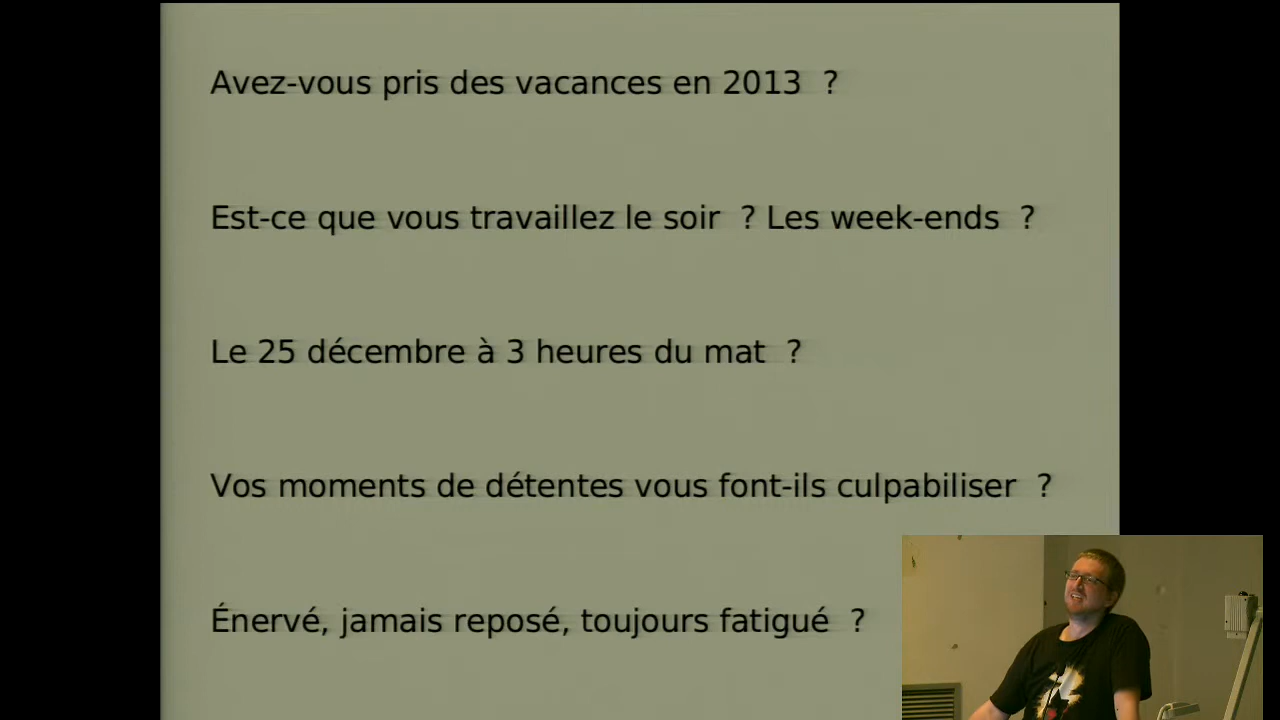 Avez-vous pris des vacances en 2013 ?
Est-ce que vous travaillez le soir ? Les week-ends ?
Le 25 décembre à 3 heures du mat ?
Vos moments de détentes vous font-ils culpabiliser ?
Énervé, jamais reposé, toujours fatigué ?